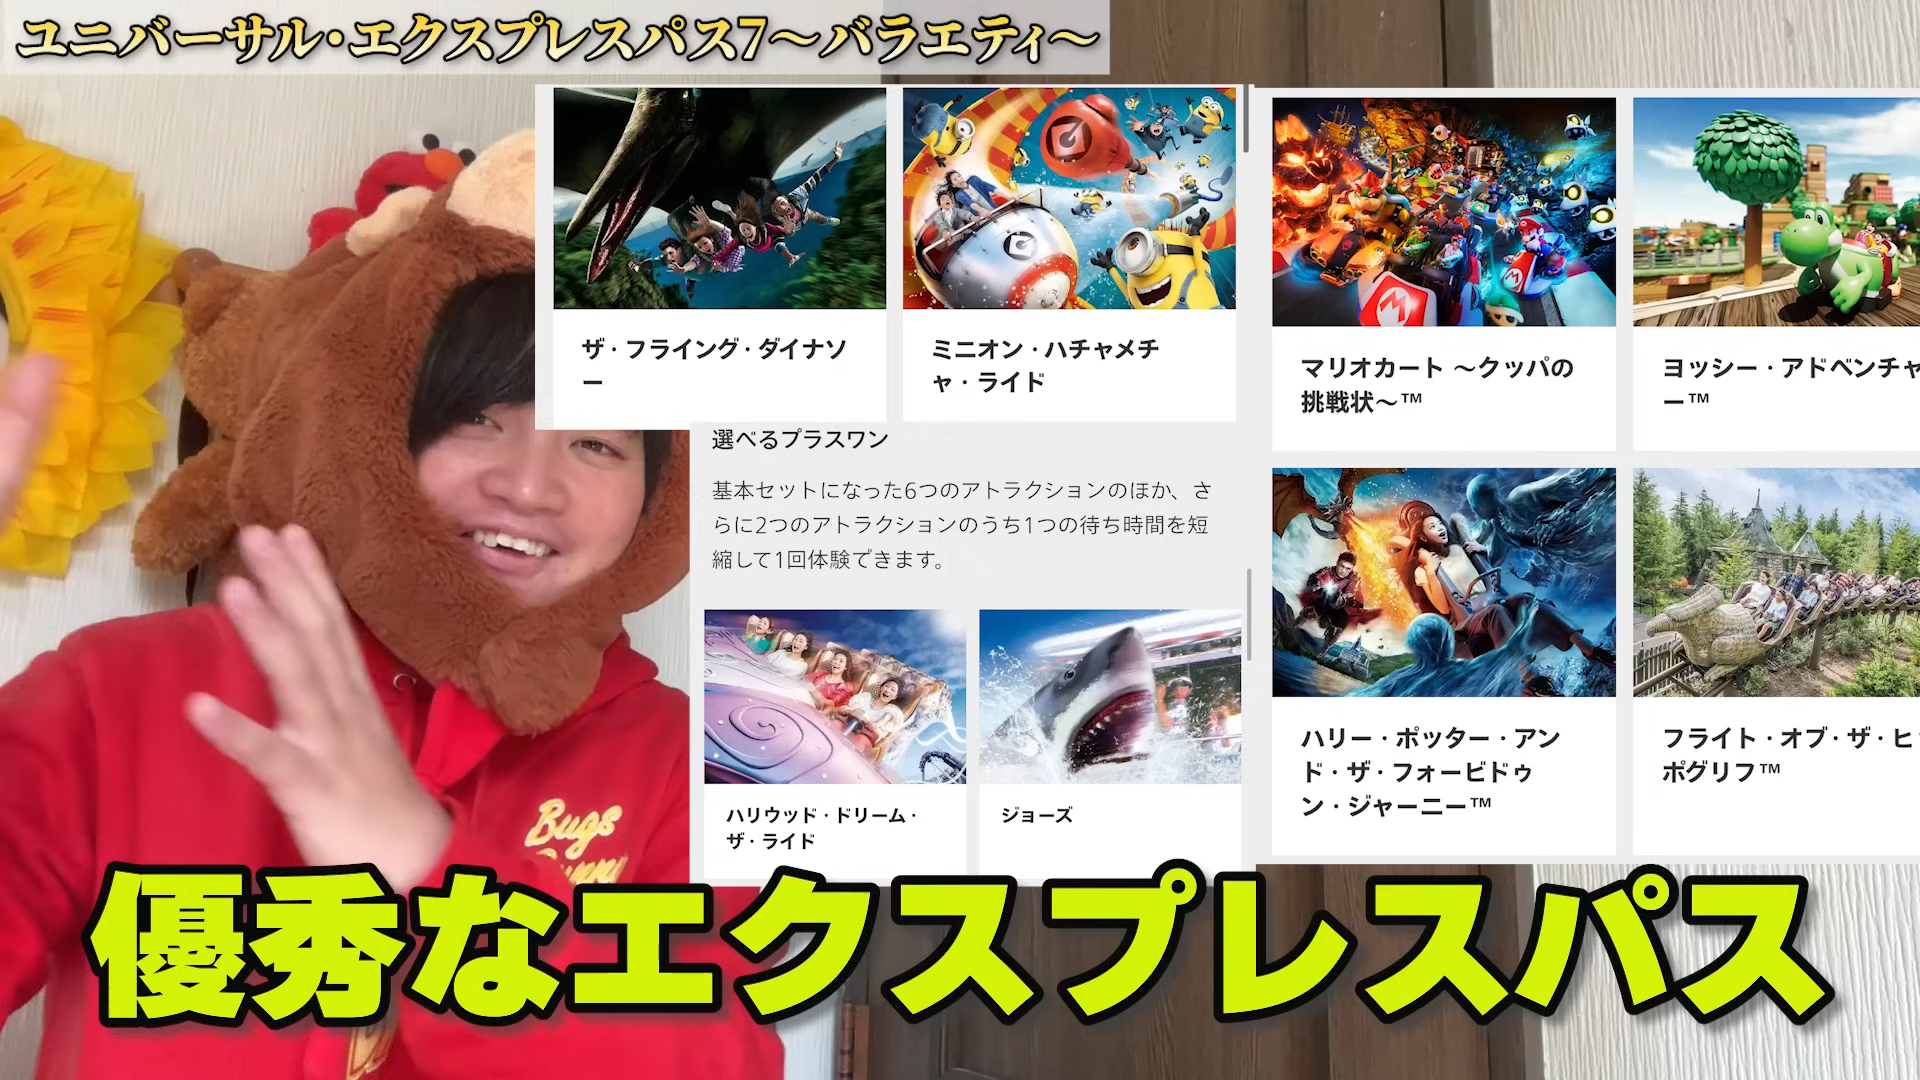 ユニバーサル・エクスプレスパス7～バラエティ～
ザ・フライング・ダイナソ
ー
ミニオン・ハチャメチ
ャ・ライド
マリオカート ～クッパの
挑戦状～™
ヨッシー・アドベンチャ
ー™
選べるプラスワン
基本セットになった6つのアトラクションのほか、さ
らに2つのアトラクションのうち1つの待ち時間を短
縮して1回体験できます。
ハリウッド・ドリーム・
ザ・ライド
ジョーズ
ハリー・ポッター・アン
ド・ザ・フォービドゥ
ン・ジャーニー™
フライト・オブ・ザ・ヒ
ポグリフ™
Bugs
優秀なエクスプレスパス